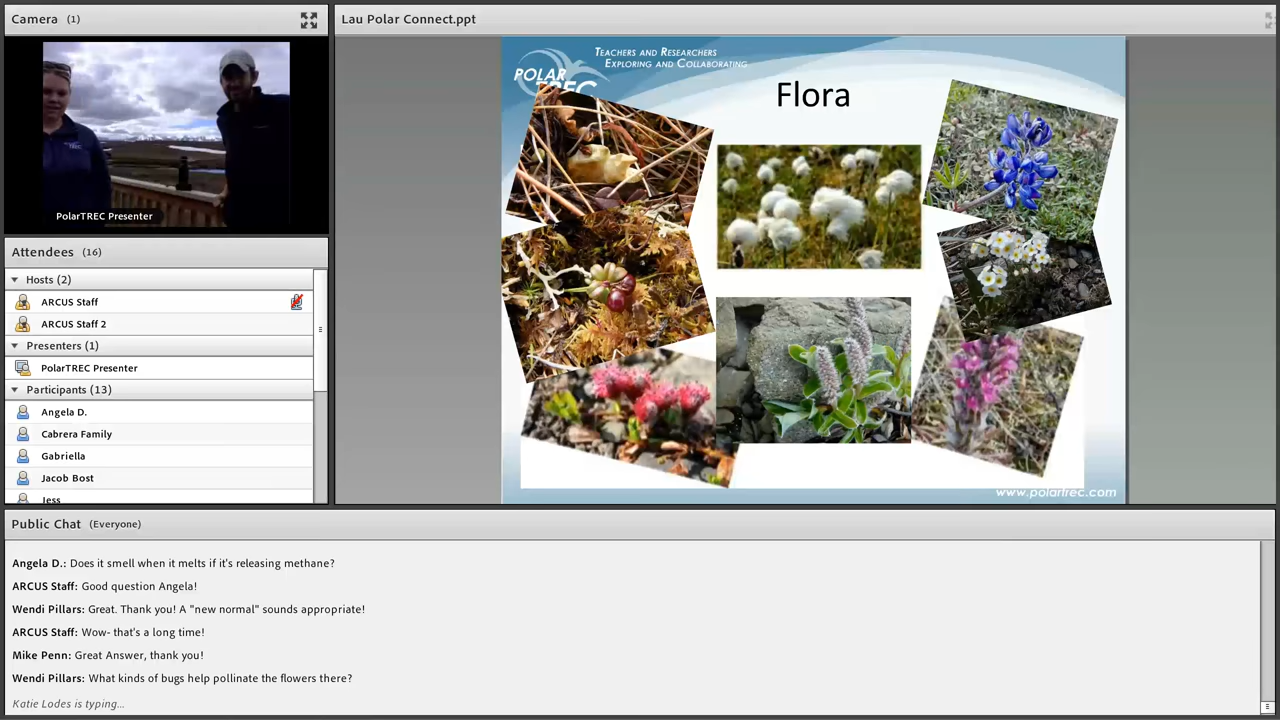 Camera (1)
PolarTREC Presenter
Attendees (16)
Hosts (2)
ARCUS Staff
ARCUS Staff 2
Presenters (1)
PolarTREC Presenter
Participants (13)
Angela D.
Cabrera Family
Gabriella
Jacob Bost
Jess
Lau Polar Connect.ppt
POLAR
TREC
TEACHERS AND RESEARCHERS
EXPLORING AND COLLABORATING
Flora
www.polartrec.com
Public Chat (Everyone)
Angela D.: Does it smell when it melts if it's releasing methane?
ARCUS Staff: Good question Angela!
Wendi Pillars: Great. Thank you! A "new normal" sounds appropriate!
ARCUS Staff: Wow- that's a long time!
Mike Penn: Great Answer, thank you!
Wendi Pillars: What kinds of bugs help pollinate the flowers there?
Katie Lodes is typing...